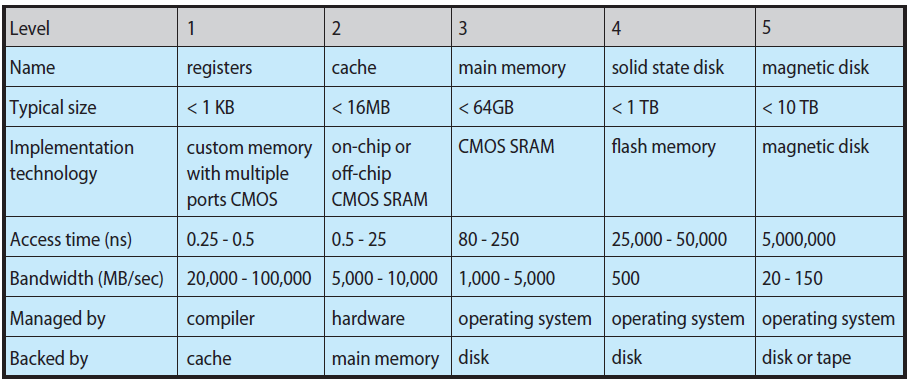 Level 1 2 3 4 5
Name registers cache main memory solid state disk magnetic disk
Typical size < 1 KB < 16MB < 64GB < 1 TB < 10 TB
Implementation custom memory on-chip or CMOS SRAM flash memory magnetic disk
technology with multiple off-chip
ports CMOS CMOS SRAM
Access time (ns) 0.25 - 0.5 0.5 - 25 80 - 250 25,000 - 50,000 5,000,000
Bandwidth (MB/sec) 20,000 - 100,000 5,000 - 10,000 1,000 - 5,000 500 20 - 150
Managed by compiler hardware operating system operating system operating system
Backed by cache main memory disk disk disk or tape